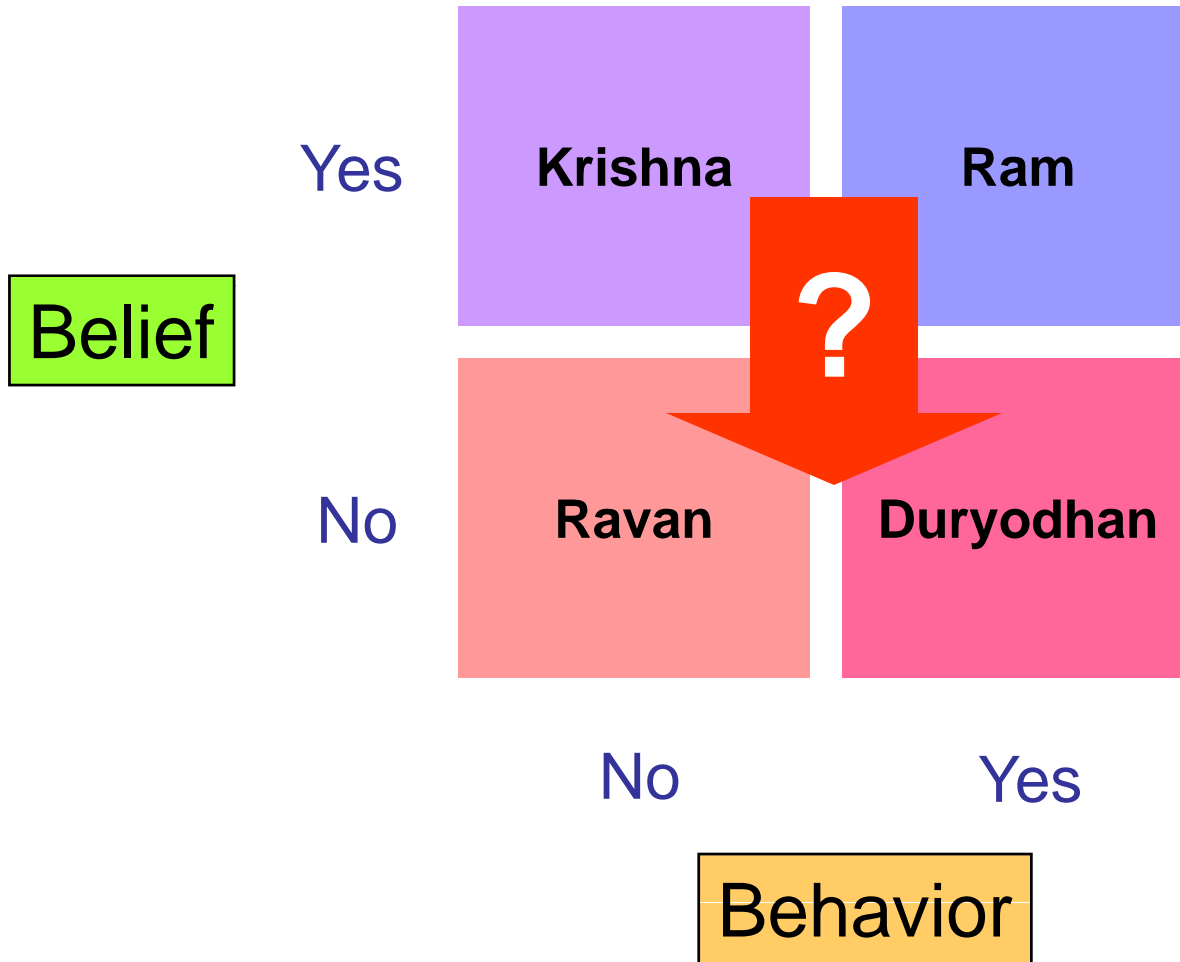 Yes
Krishna
Ram
?
Belief
No
Ravan
Duryodhan
No
Yes
Behavior